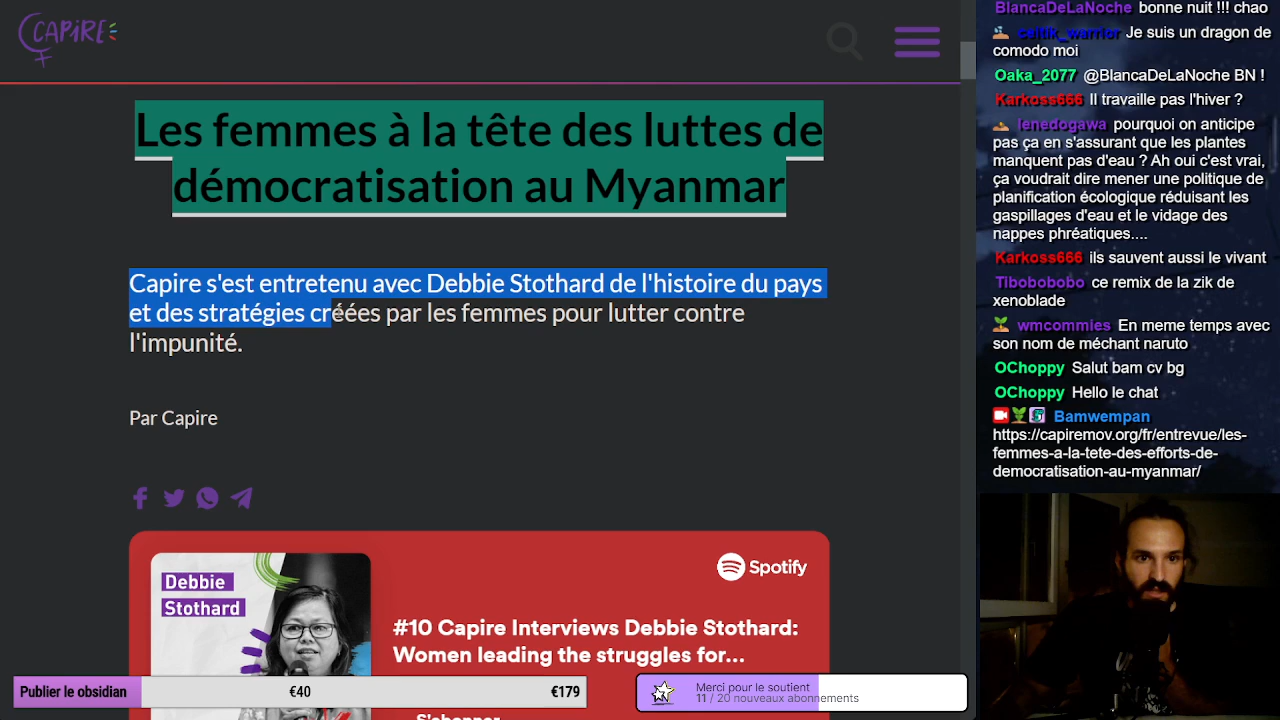 CAPIRE
Les femmes à la tête des luttes de
démocratisation au Myanmar
Capire s'est entretenu avec Debbie Stothard de l'histoire du pays
et des stratégies créées par les femmes pour lutter contre
l'impunité.
Par Capire
Debbie
Stothard
Spotify
#10 Capire Interviews Debbie Stothard:
Women leading the struggles for...
S'abonner
Publier le obsidian
€40
€179
Merci pour le soutient
11 / 20 nouveaux abonnements
BlancaDeLaNoche bonne nuit !!! chao
celtik_warrior Je suis un dragon de
comodo moi
Oaka_2077 @BlancaDeLaNoche BN !
Karkoss666 Il travaille pas l'hiver ?
lenedogawa pourquoi on anticipe
pas ça en s'assurant que les plantes
manquent pas d'eau ? Ah oui c'est vrai,
ça voudrait dire mener une politique de
planification écologique réduisant les
gaspillages d'eau et le vidage des
nappes phréatiques....
Karkoss666 ils sauvent aussi le vivant
Tibobobobo ce remix de la zik de
xenoblade
wmcommies En meme temps avec
son nom de méchant naruto
OChoppy Salut bam cv bg
OChoppy Hello le chat
Bamwempan
https://capiremov.org/fr/entrevue/les-
femmes-a-la-tete-des-efforts-de-
democratisation-au-myanmar/